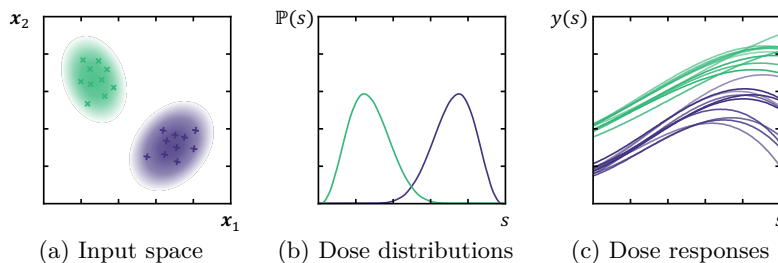 x₂
x₁
(a) Input space
ℙ(s)
s
(b) Dose distributions
y(s)
s
(c) Dose responses